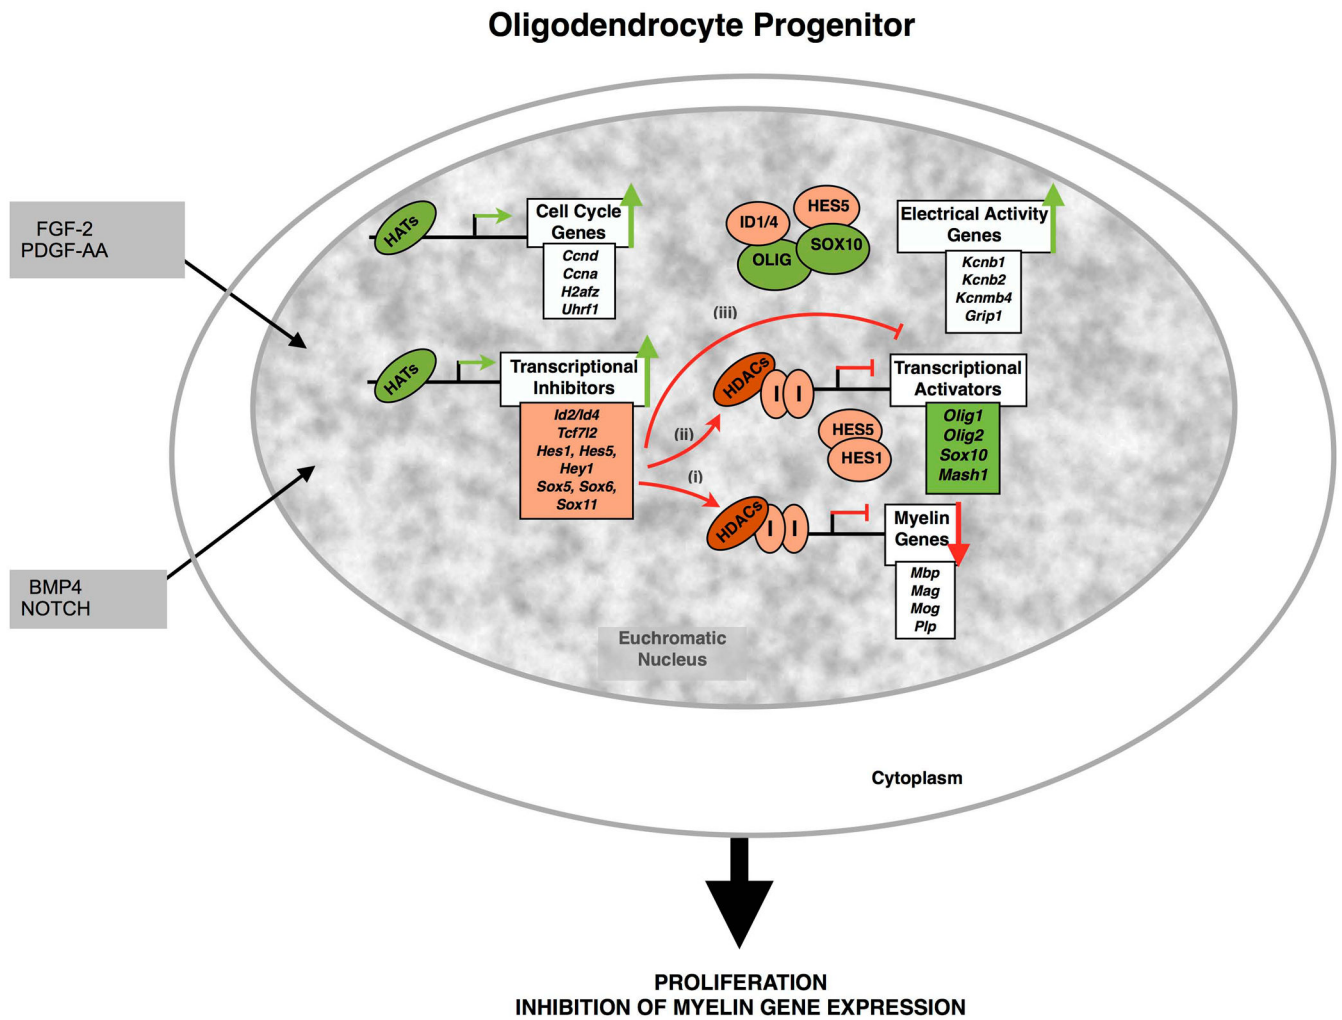 Oligodendrocyte Progenitor
FGF-2
PDGF-AA
BMP4
NOTCH
HATs
Cell Cycle
Genes
Ccnd
Ccna
H2afz
Uhrf1
ID1/4
HES5
OLIG
SOX10
Electrical Activity
Genes
Kcnb1
Kcnb2
Kcnmb4
Grip1
HATs
Transcriptional
Inhibitors
Id2/Id4
Tcf7l2
Hes1, Hes5,
Hey1
Sox5, Sox6,
Sox11
(iii)
(ii)
(i)
HDACs
I I
Transcriptional
Activators
Olig1
Olig2
Sox10
Mash1
HES5
HES1
HDACs
I I
Myelin
Genes
Mbp
Mag
Mog
Plp
Euchromatic
Nucleus
Cytoplasm
PROLIFERATION
INHIBITION OF MYELIN GENE EXPRESSION